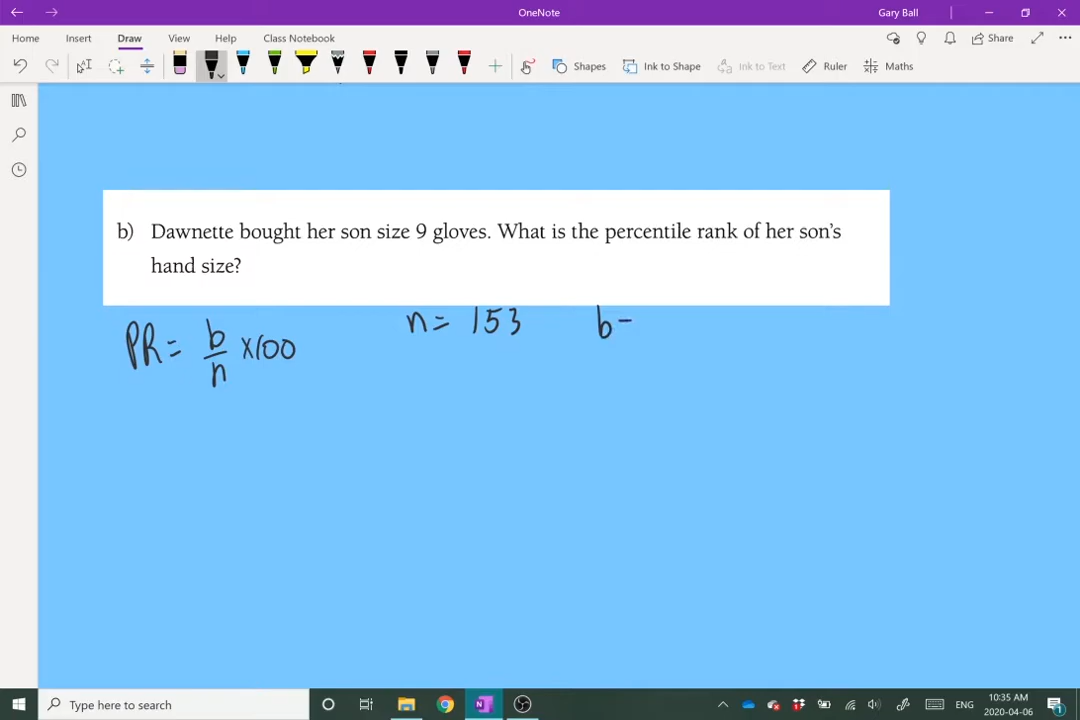 OneNote
Gary Ball
Home Insert Draw View Help Class Notebook
Share
Shapes Ink to Shape Ink to Text Ruler Maths
b) Dawnette bought her son size 9 gloves. What is the percentile rank of her son's
hand size?
PR = b/n ×100 n = 153 b =
Type here to search
ENG
10:35 AM
2020-04-06
1